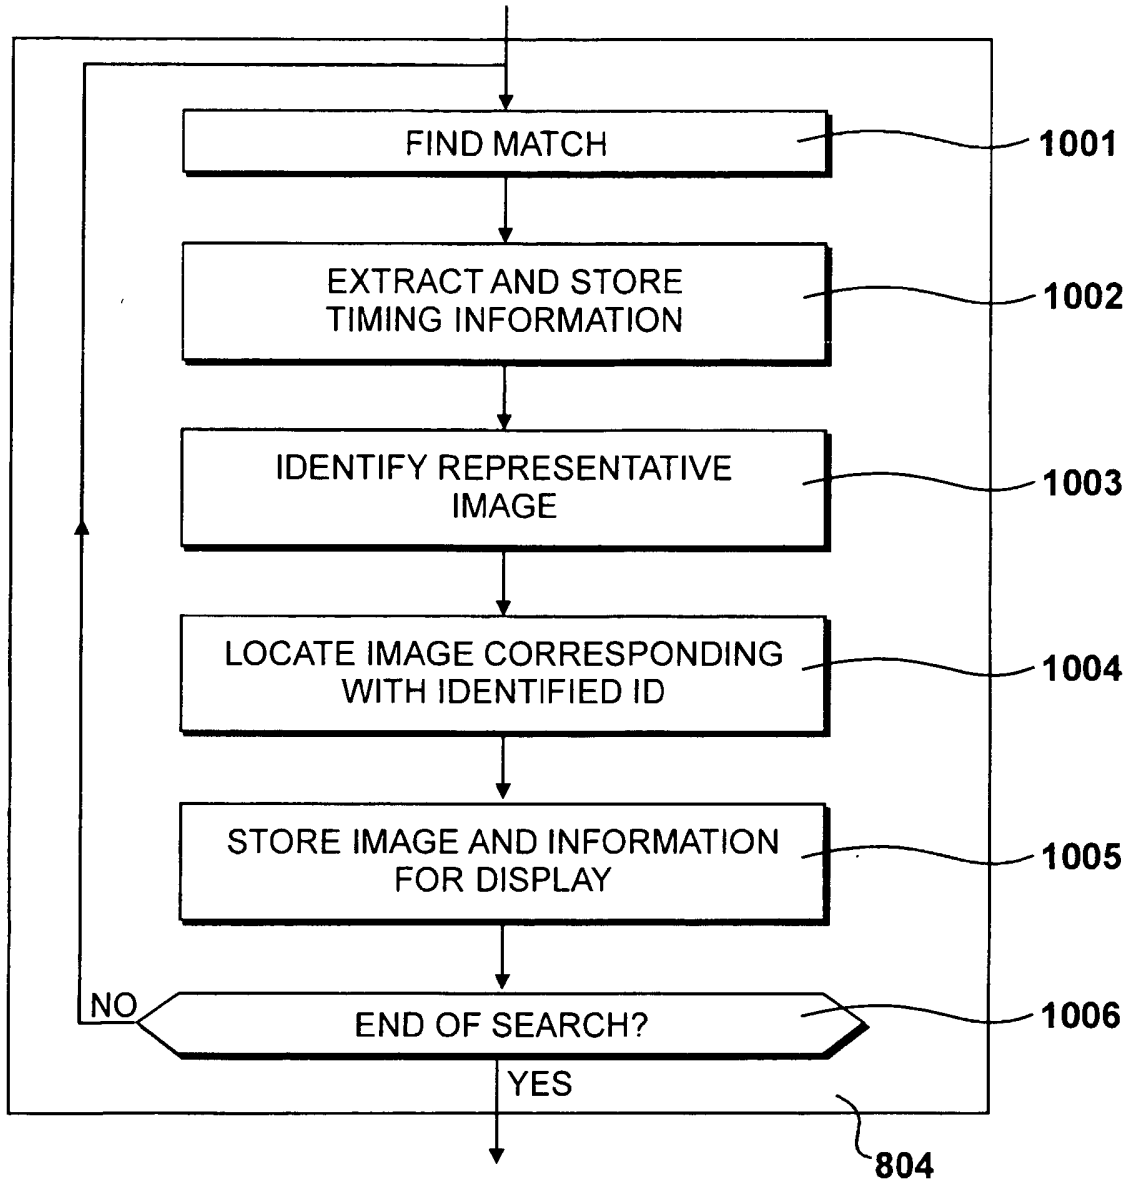 FIND MATCH
1001
EXTRACT AND STORE
TIMING INFORMATION
1002
IDENTIFY REPRESENTATIVE
IMAGE
1003
LOCATE IMAGE CORRESPONDING
WITH IDENTIFIED ID
1004
STORE IMAGE AND INFORMATION
FOR DISPLAY
1005
NO
END OF SEARCH?
1006
YES
804